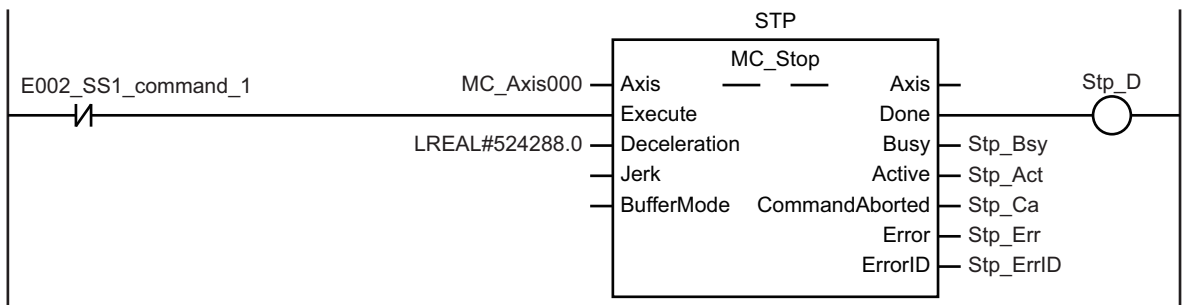 STP
MC_Stop
E002_SS1_command_1
MC_Axis000 Axis Axis Stp_D
Execute Done
LREAL#524288.0 Deceleration Busy Stp_Bsy
Jerk Active Stp_Act
BufferMode CommandAborted Stp_Ca
Error Stp_Err
ErrorID Stp_ErrID